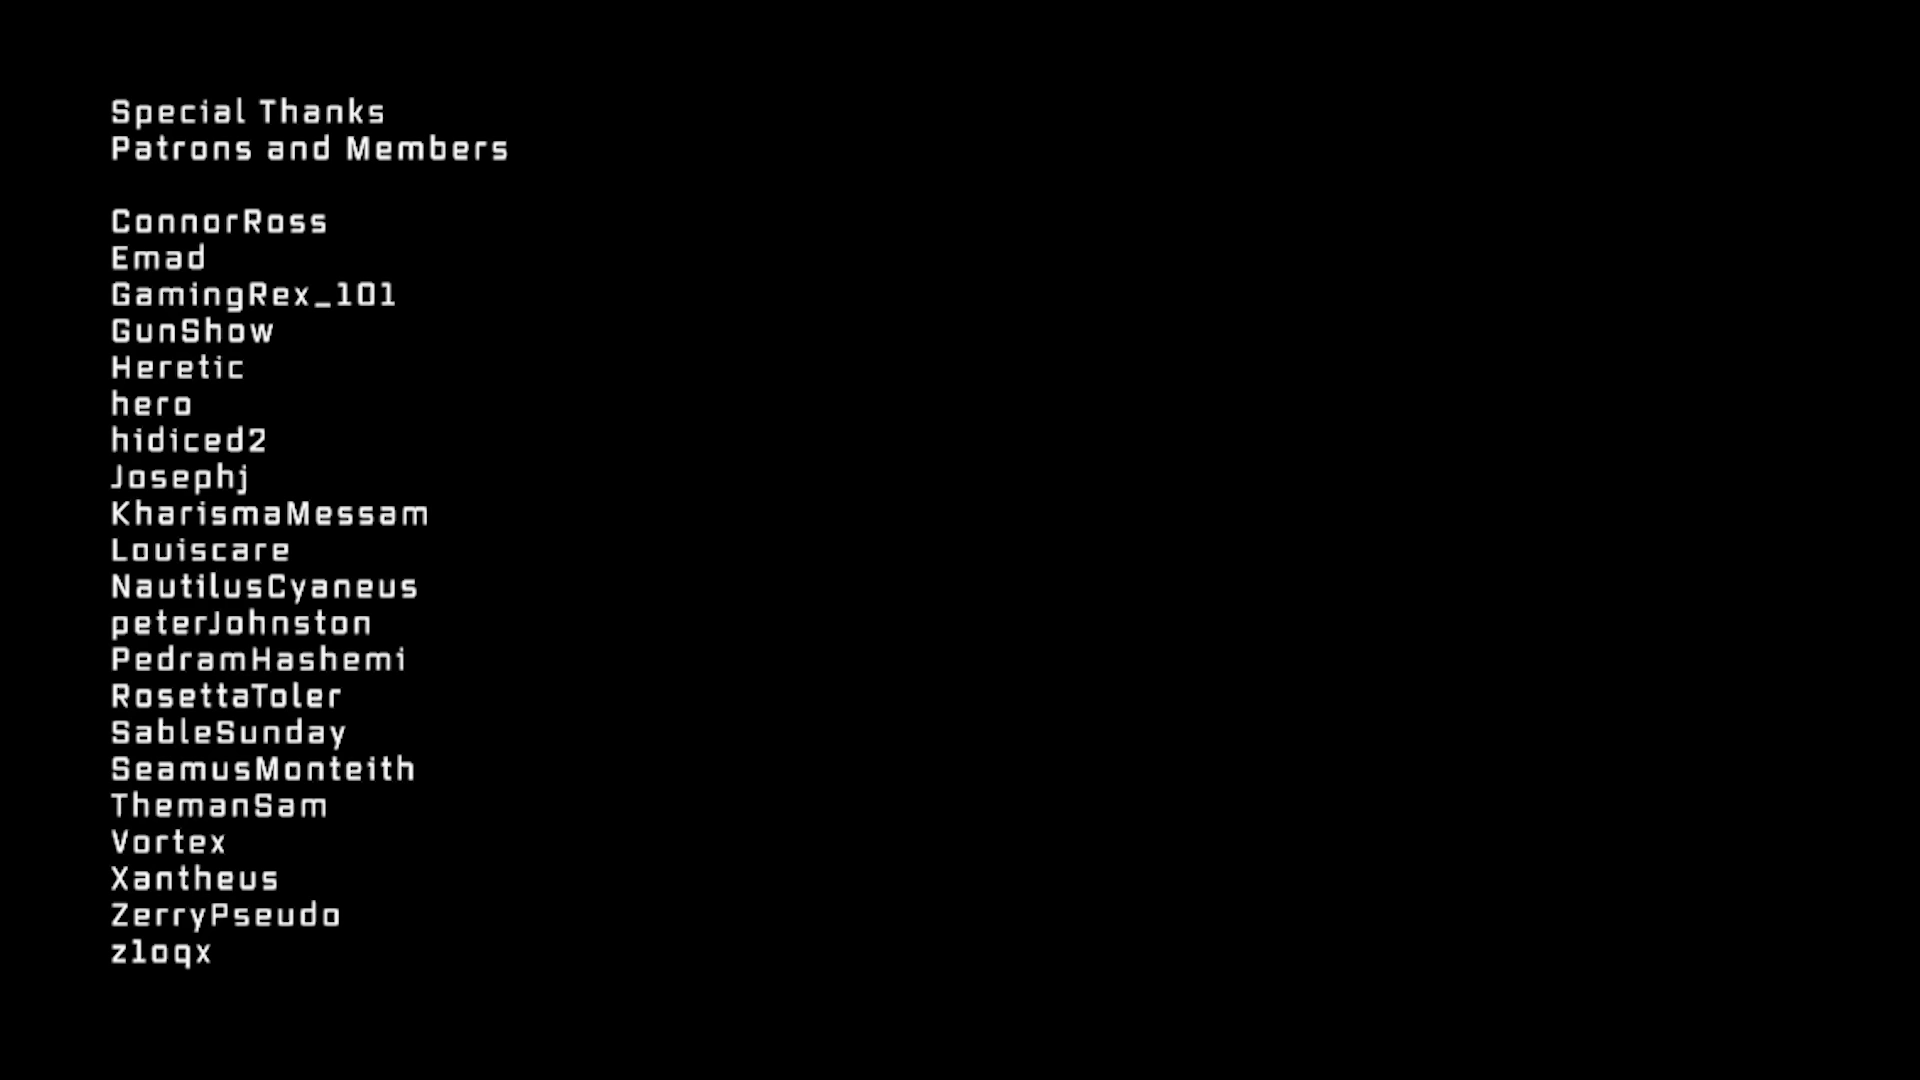 Special Thanks
Patrons and Members
ConnorRoss
Emad
GamingRex_101
GunShow
Heretic
hero
hidiced2
Josephj
KharismaMessam
Louiscare
NautilusCyaneus
peterJohnston
PedramHashemi
RosettaToler
SableSunday
SeamusMonteith
ThemanSam
Vortex
Xantheus
ZerryPseudo
z1oqx